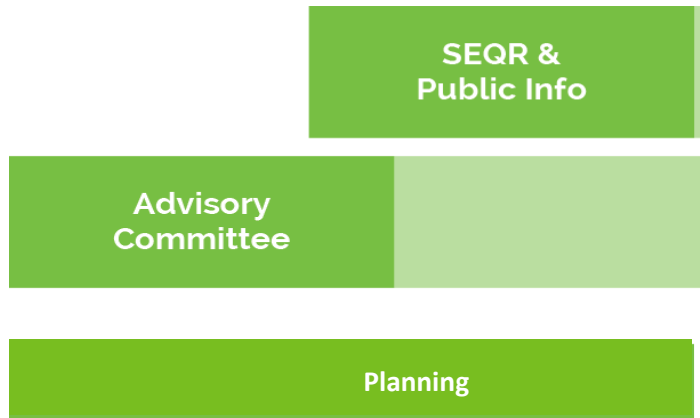 SEQR &
Public Info
Advisory
Committee
Planning